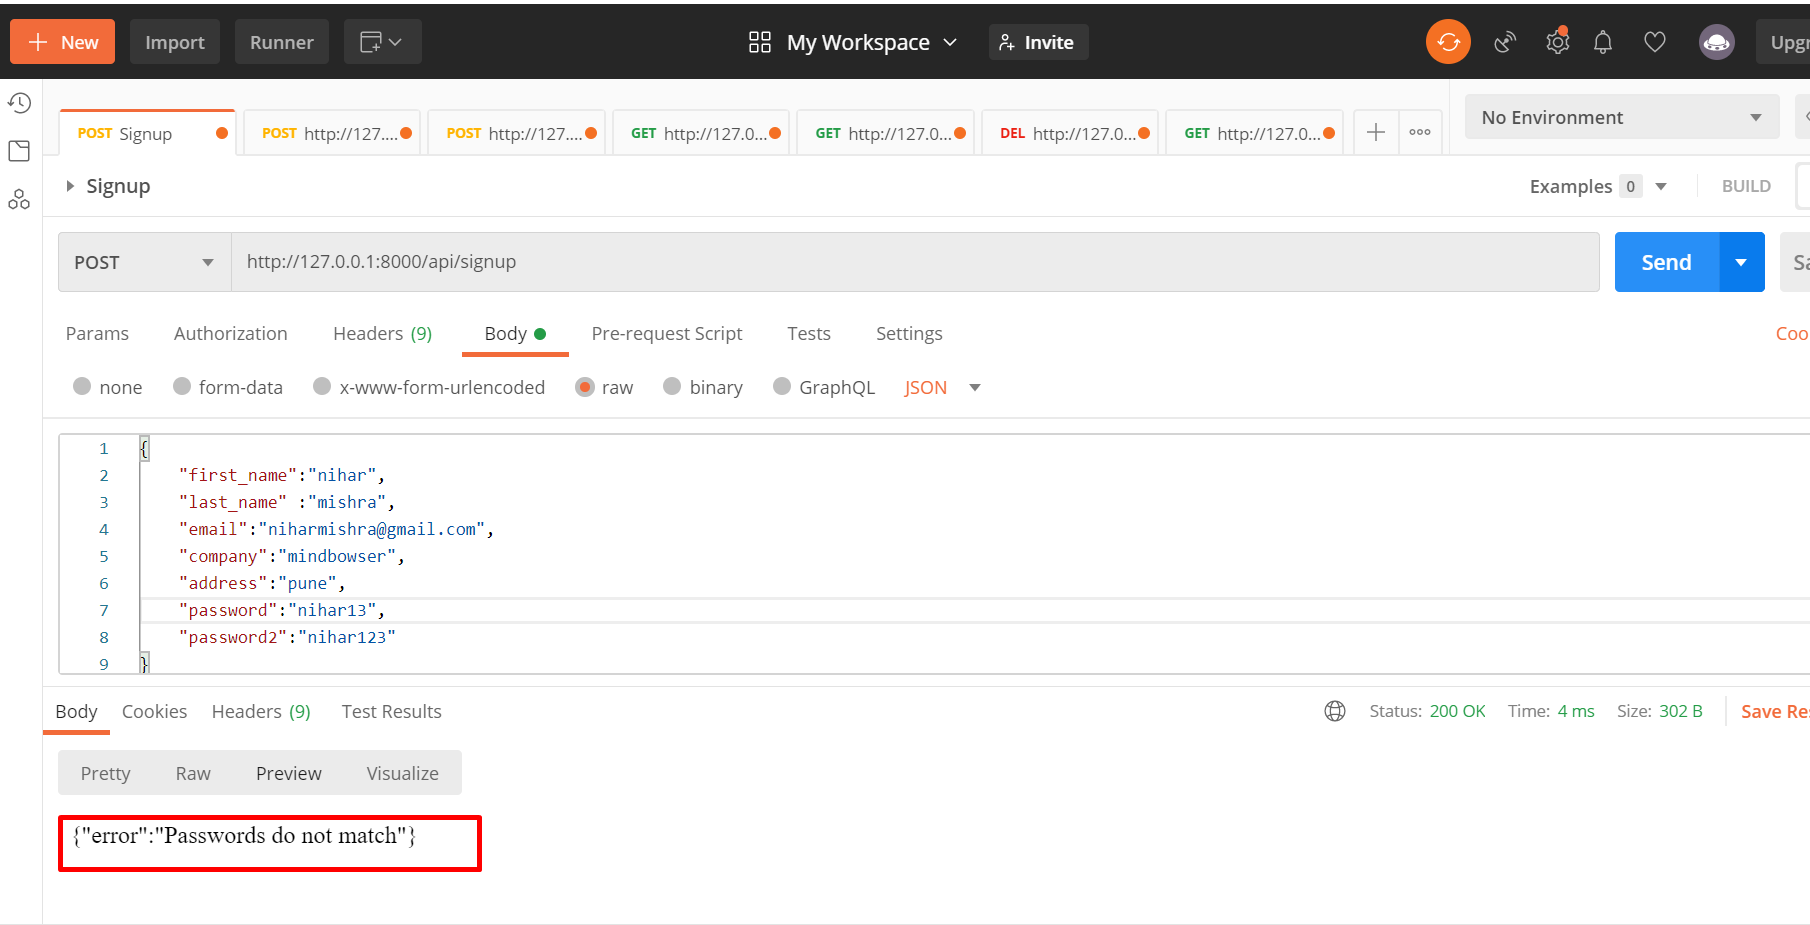 New Import Runner My Workspace Invite Upgr
POST Signup POST http://127.... POST http://127.... GET http://127.0... GET http://127.0... DEL http://127.0... GET http://127.0... No Environment
Signup Examples 0 BUILD
POST http://127.0.0.1:8000/api/signup Send Sa
Params Authorization Headers (9) Body Pre-request Script Tests Settings Coo
none form-data x-www-form-urlencoded raw binary GraphQL JSON
1 {
2 "first_name":"nihar",
3 "last_name" :"mishra",
4 "email":"niharmishra@gmail.com",
5 "company":"mindbowser",
6 "address":"pune",
7 "password":"nihar13",
8 "password2":"nihar123"
9 }
Body Cookies Headers (9) Test Results Status: 200 OK Time: 4 ms Size: 302 B Save Res
Pretty Raw Preview Visualize
{"error":"Passwords do not match"}